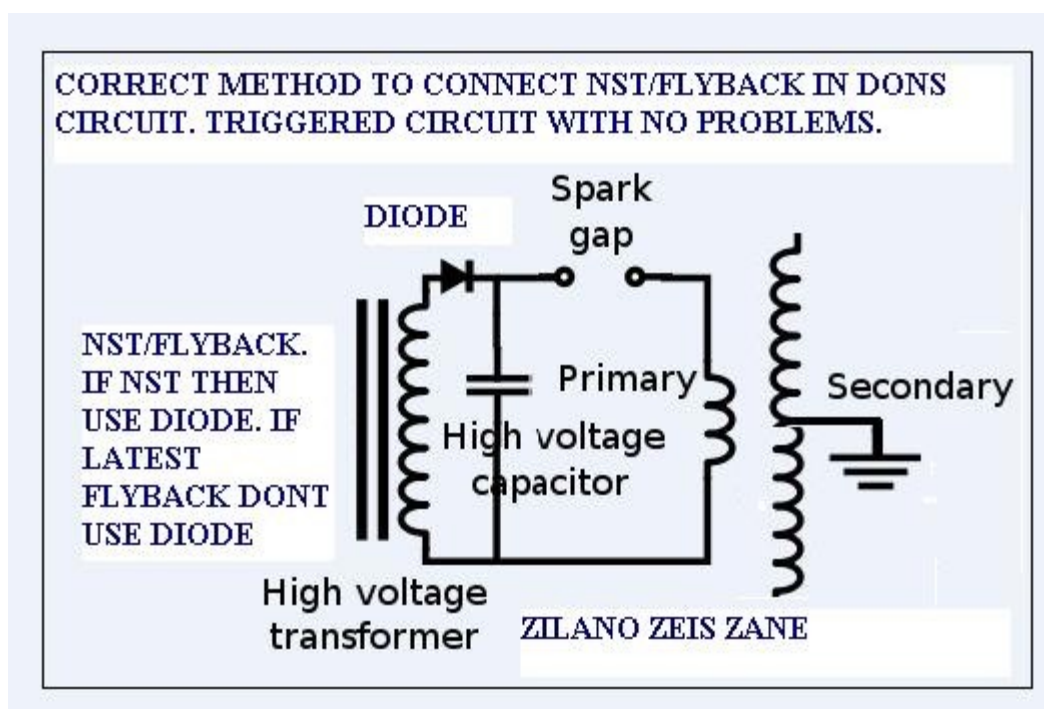 CORRECT METHOD TO CONNECT NST/FLYBACK IN DONS
CIRCUIT. TRIGGERED CIRCUIT WITH NO PROBLEMS.
Spark
gap
DIODE
NST/FLYBACK.
IF NST THEN
USE DIODE. IF
LATEST
FLYBACK DONT
USE DIODE
Primary
Secondary
High voltage
capacitor
High voltage
transformer
ZILANO ZEIS ZANE